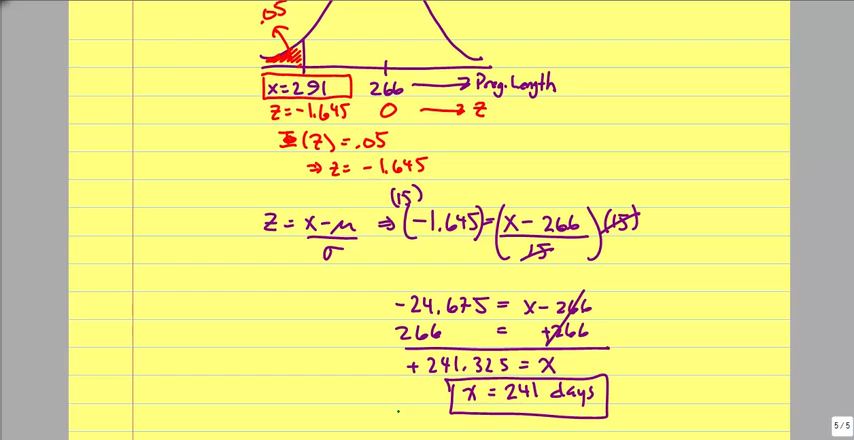 .05
x=291 266 → Preg. Length
z=-1.645 0 → Z
Φ(z) = .05
⇒ z = -1.645
(15)
Z = x-μ/σ ⇒ (-1.645) = (x-266/15)(15)
-24.675 = x-266
266 = +266
+241.325 = x
x = 241 days
5/5